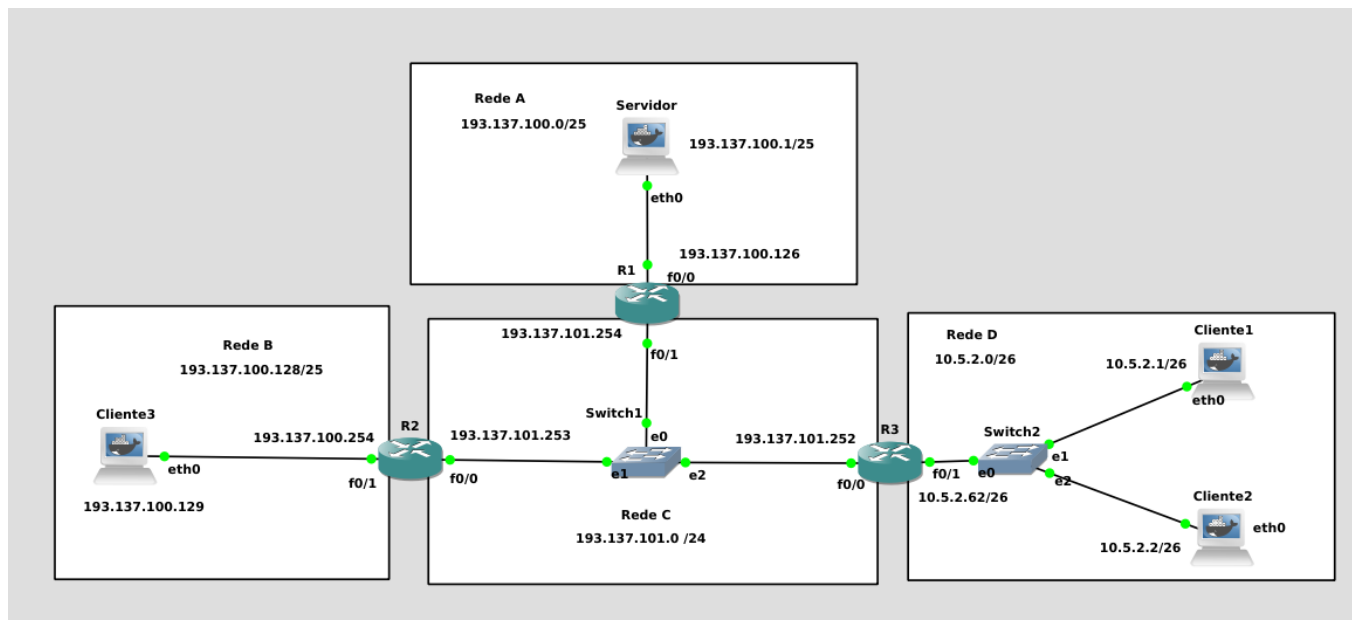 Rede A
193.137.100.0/25
Servidor
193.137.100.1/25
eth0
193.137.100.126
R1
f0/0
193.137.101.254
f0/1
Rede B
193.137.100.128/25
Cliente3
eth0
193.137.100.129
193.137.100.254
f0/1
R2
193.137.101.253
f0/0
Switch1
e0
e1
e2
Rede C
193.137.101.0 /24
193.137.101.252
f0/0
R3
Rede D
10.5.2.0/26
f0/1
10.5.2.62/26
Switch2
e0
e1
e2
Cliente1
10.5.2.1/26
eth0
Cliente2
eth0
10.5.2.2/26